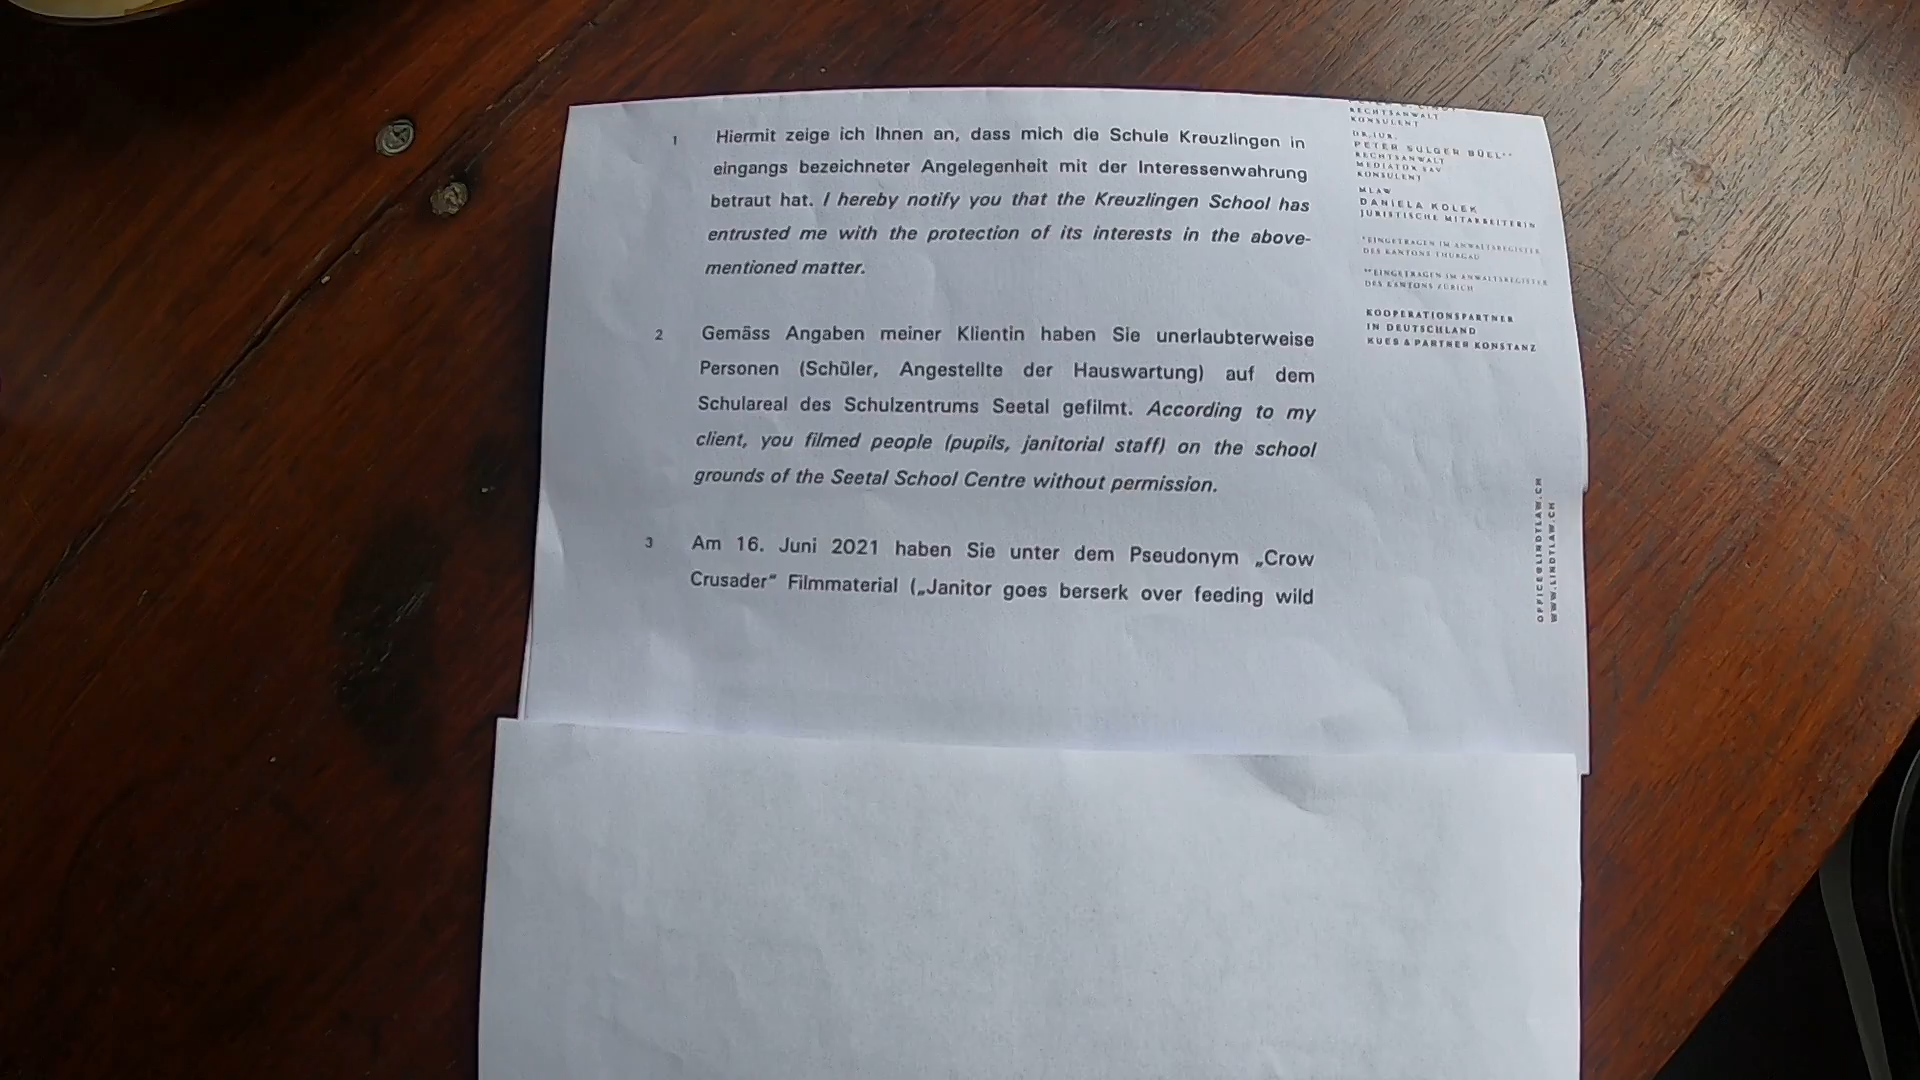 1 Hiermit zeige ich Ihnen an, dass mich die Schule Kreuzlingen in
eingangs bezeichneter Angelegenheit mit der Interessenwahrung
betraut hat. I hereby notify you that the Kreuzlingen School has
entrusted me with the protection of its interests in the above-
mentioned matter.
2 Gemäss Angaben meiner Klientin haben Sie unerlaubterweise
Personen (Schüler, Angestellte der Hauswartung) auf dem
Schulareal des Schulzentrums Seetal gefilmt. According to my
client, you filmed people (pupils, janitorial staff) on the school
grounds of the Seetal School Centre without permission.
3 Am 16. Juni 2021 haben Sie unter dem Pseudonym „Crow
Crusader“ Filmmaterial („Janitor goes berserk over feeding wild
RECHTSANWALT
KONSULENT
DR. IUR.
PETER SULGER BÜEL**
RECHTSANWALT
MEDIATOR SAV
KONSULENT
MLAW
DANIELA KOLEK
JURISTISCHE MITARBEITERIN
*EINGETRAGEN IM ANWALTSREGISTER
DES KANTONS THURGAU
**EINGETRAGEN IM ANWALTSREGISTER
DES KANTONS ZÜRICH
KOOPERATIONSPARTNER
IN DEUTSCHLAND
KUES & PARTNER KONSTANZ
OFFICE@LINDTLAW.CH
WWW.LINDTLAW.CH